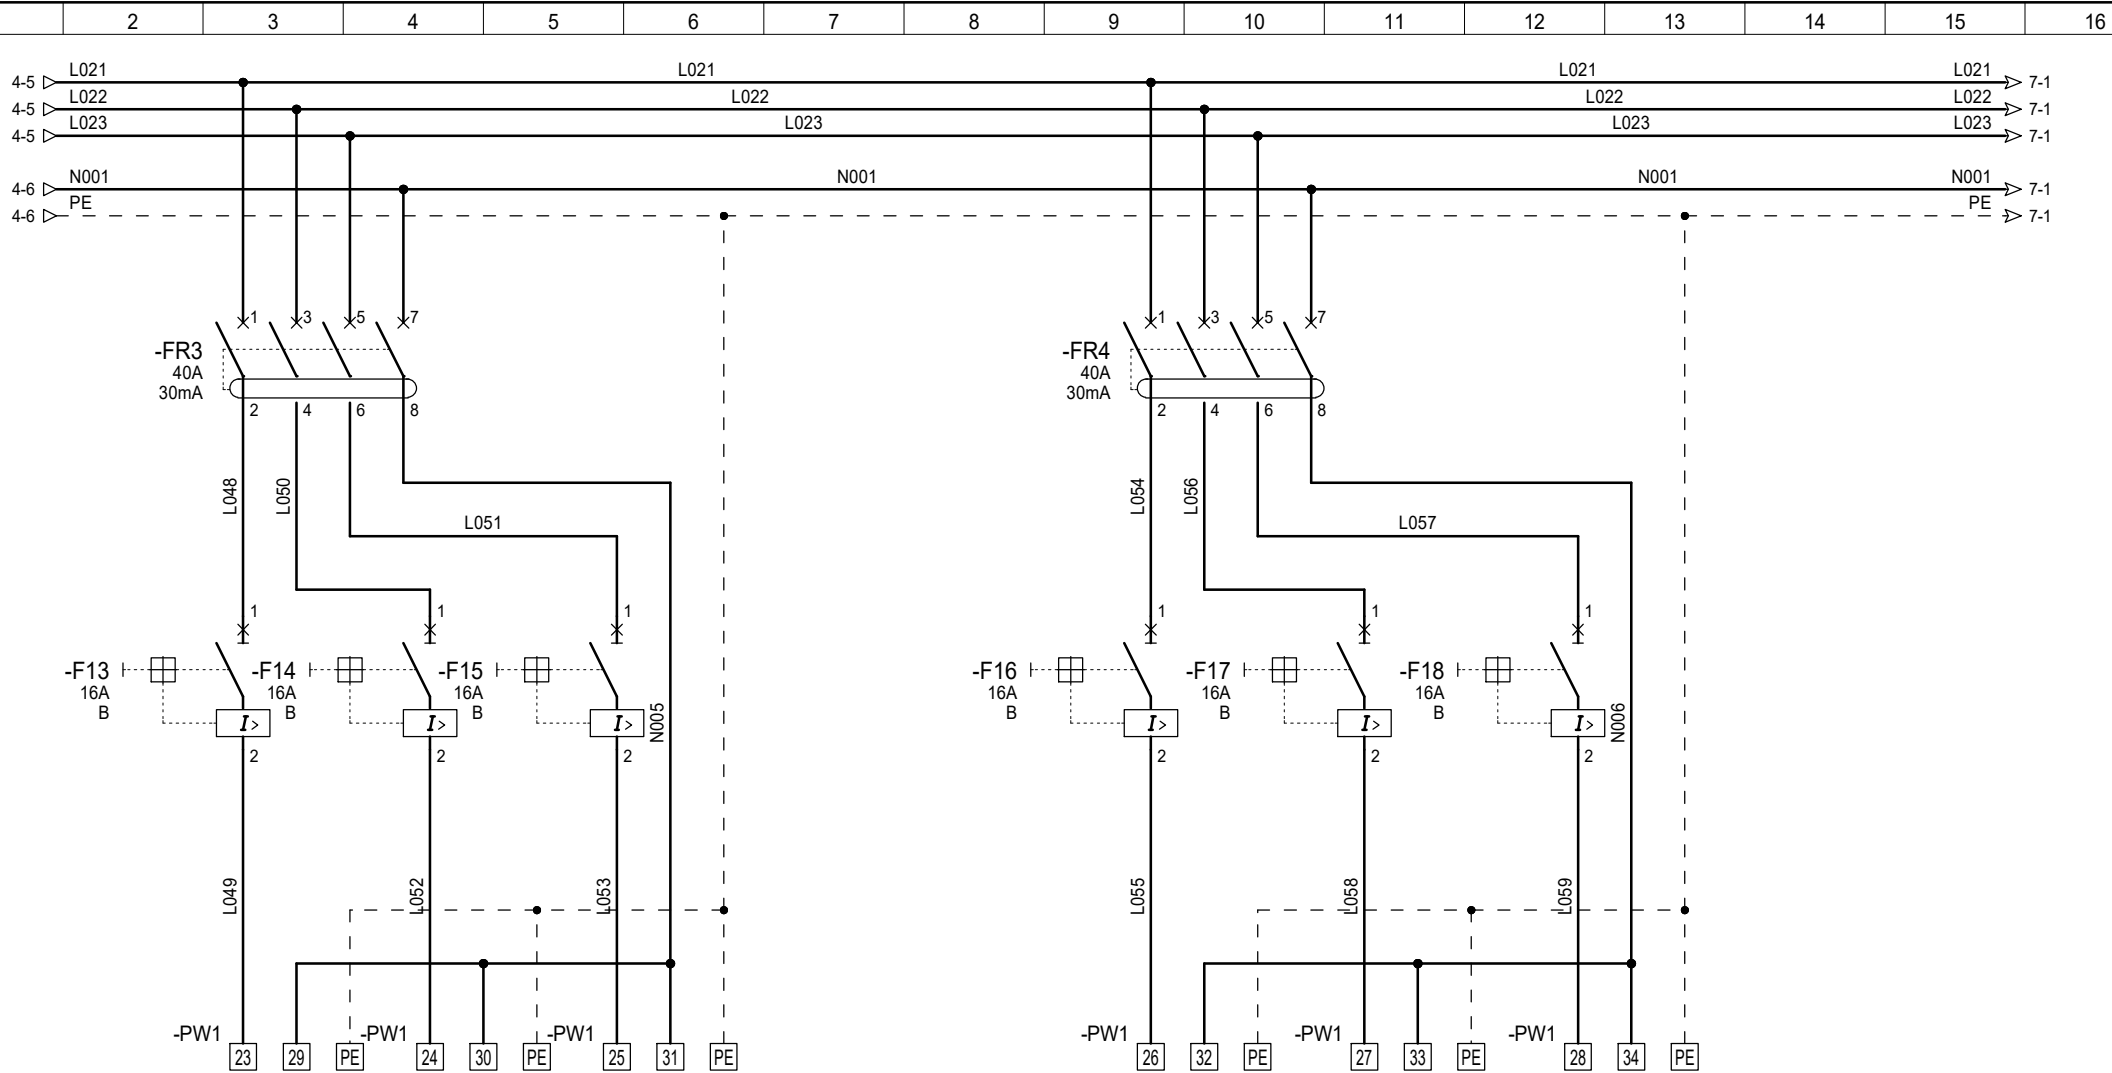 2 3 4 5 6 7 8 9 10 11 12 13 14 15 16
4-5 L021 L021 L021 L021 7-1
4-5 L022 L022 L022 L022 7-1
4-5 L023 L023 L023 L023 7-1
4-6 N001 N001 N001 N001 7-1
4-6 PE PE 7-1
1 3 5 7 1 3 5 7
-FR3 -FR4
40A 40A
30mA 30mA
2 4 6 8 2 4 6 8
L048 L050 L054 L056
L051 L057
1 1 1 1 1 1
-F13 -F14 -F15 -F16 -F17 -F18
16A 16A 16A 16A 16A 16A
B B B B B B
I> I> I> N005 I> I> I> N006
2 2 2 2 2 2
L049 L052 L053 L055 L058 L059
-PW1 -PW1 -PW1 -PW1 -PW1 -PW1
23 29 PE 24 30 PE 25 31 PE 26 32 PE 27 33 PE 28 34 PE